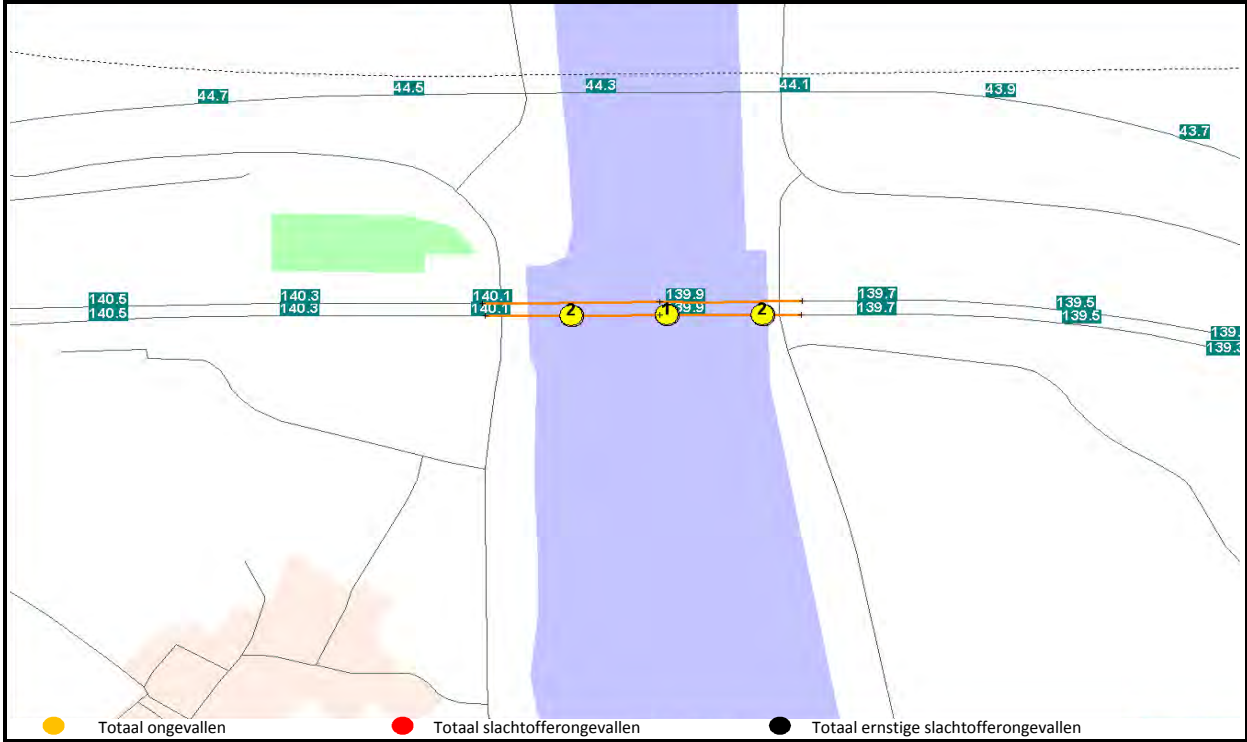 44.7 44.5 44.3 44.1 43.9 43.7
140.5 140.3 140.1 139.9 139.7 139.5
140.5 140.3 140.1 2 1 2 139.7 139.5
Totaal ongevallen Totaal slachtofferongevallen Totaal ernstige slachtofferongevallen